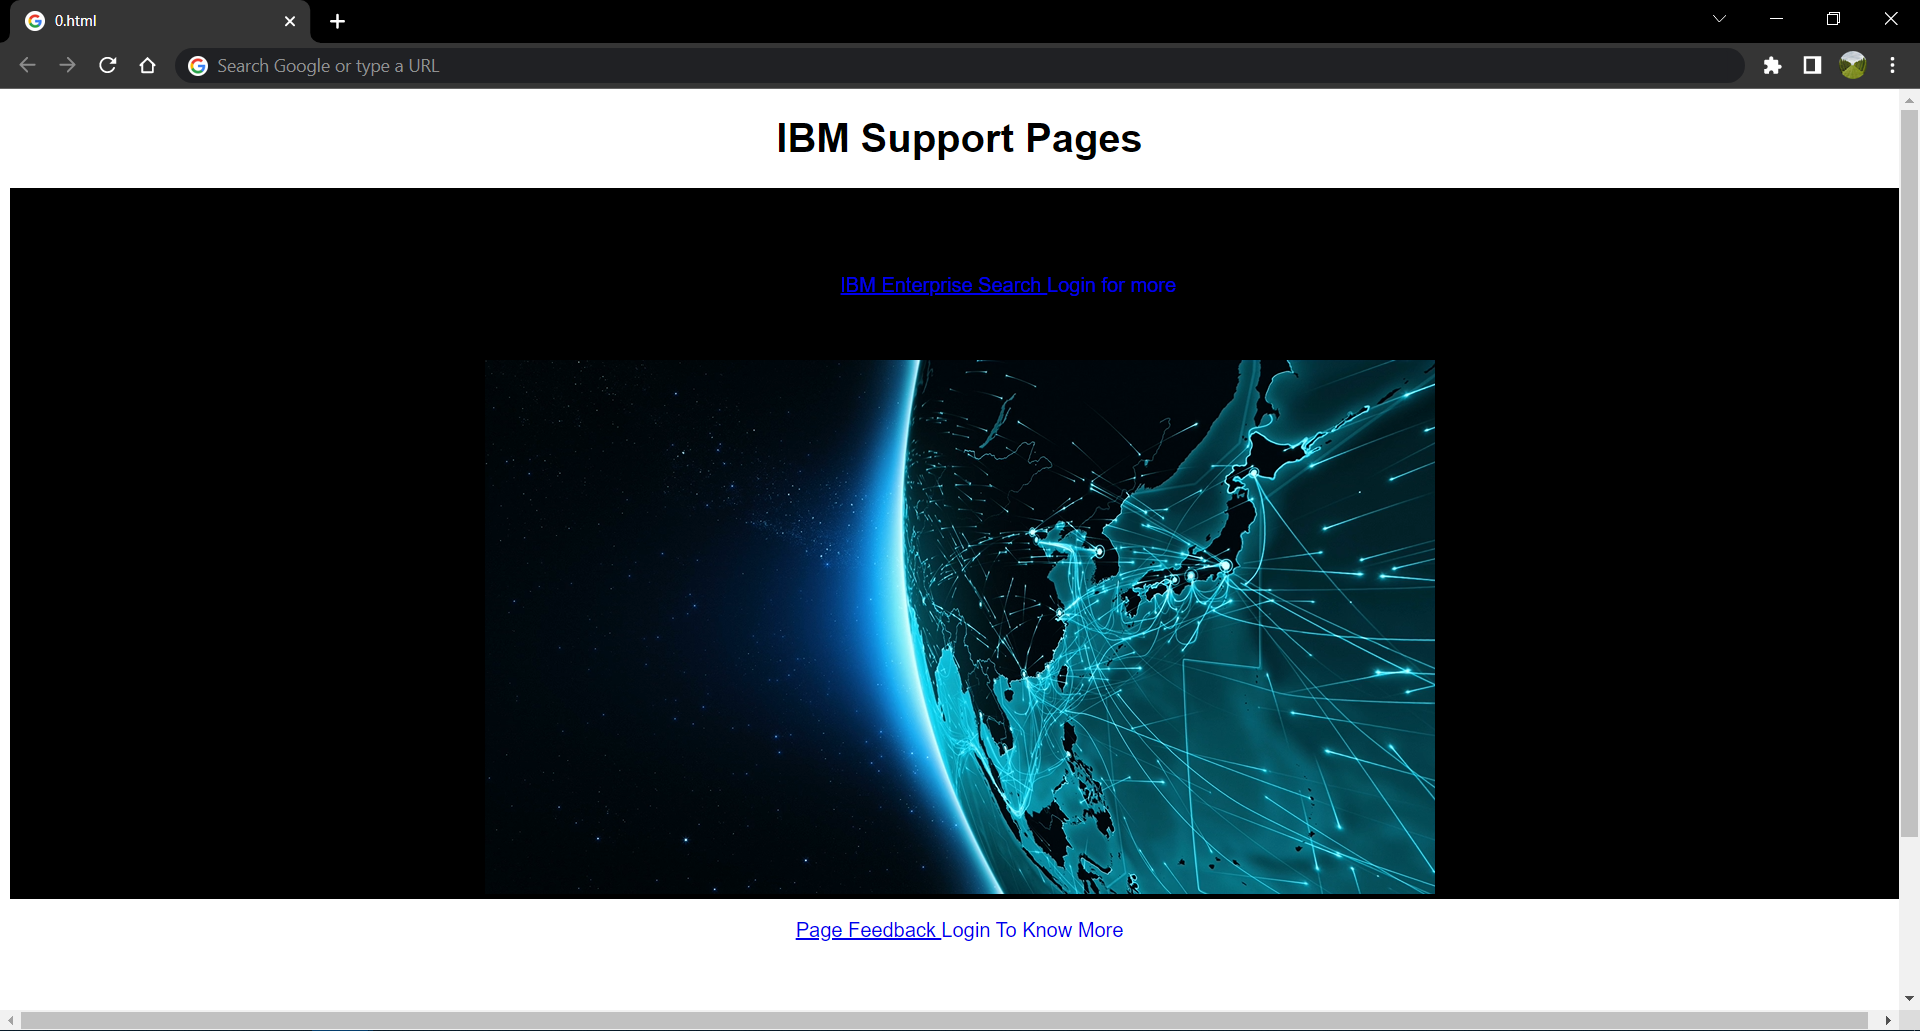 0.html
Search Google or type a URL
IBM Support Pages
IBM Enterprise Search Login for more
Page Feedback Login To Know More